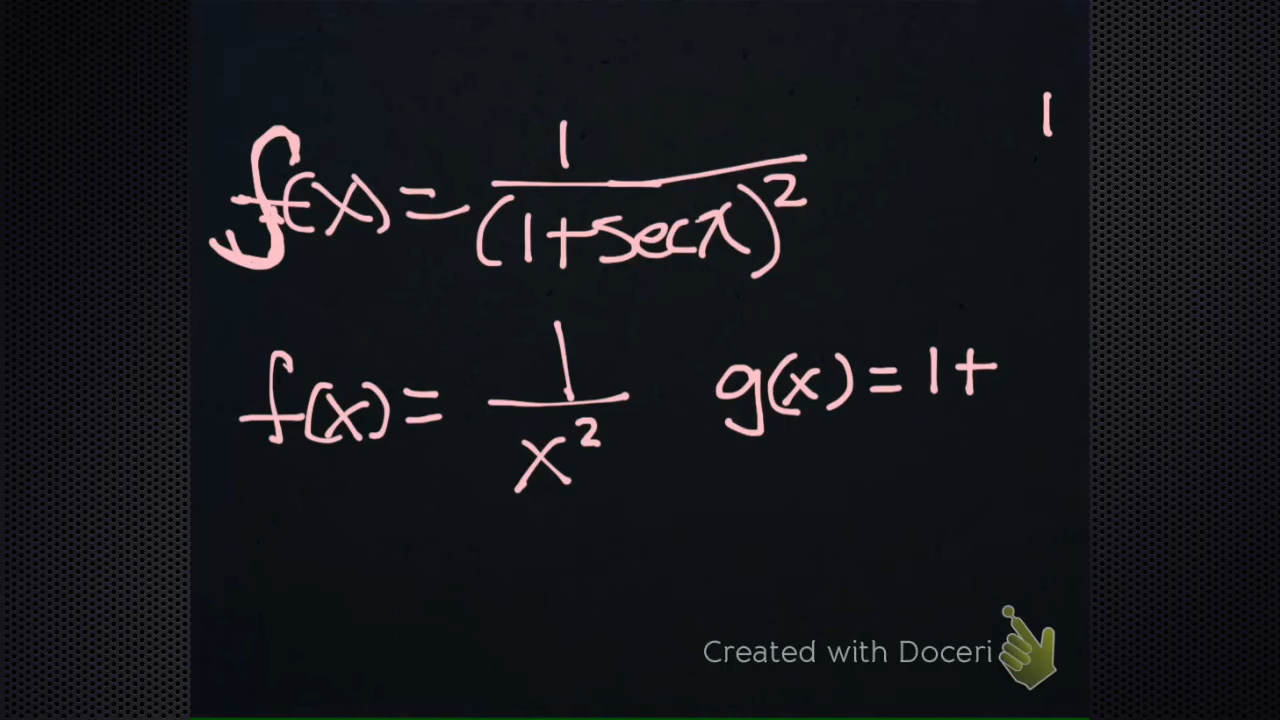 1
f(x) = 1/(1+secx)²
f(x) = 1/x² g(x) = 1+
Created with Doceri